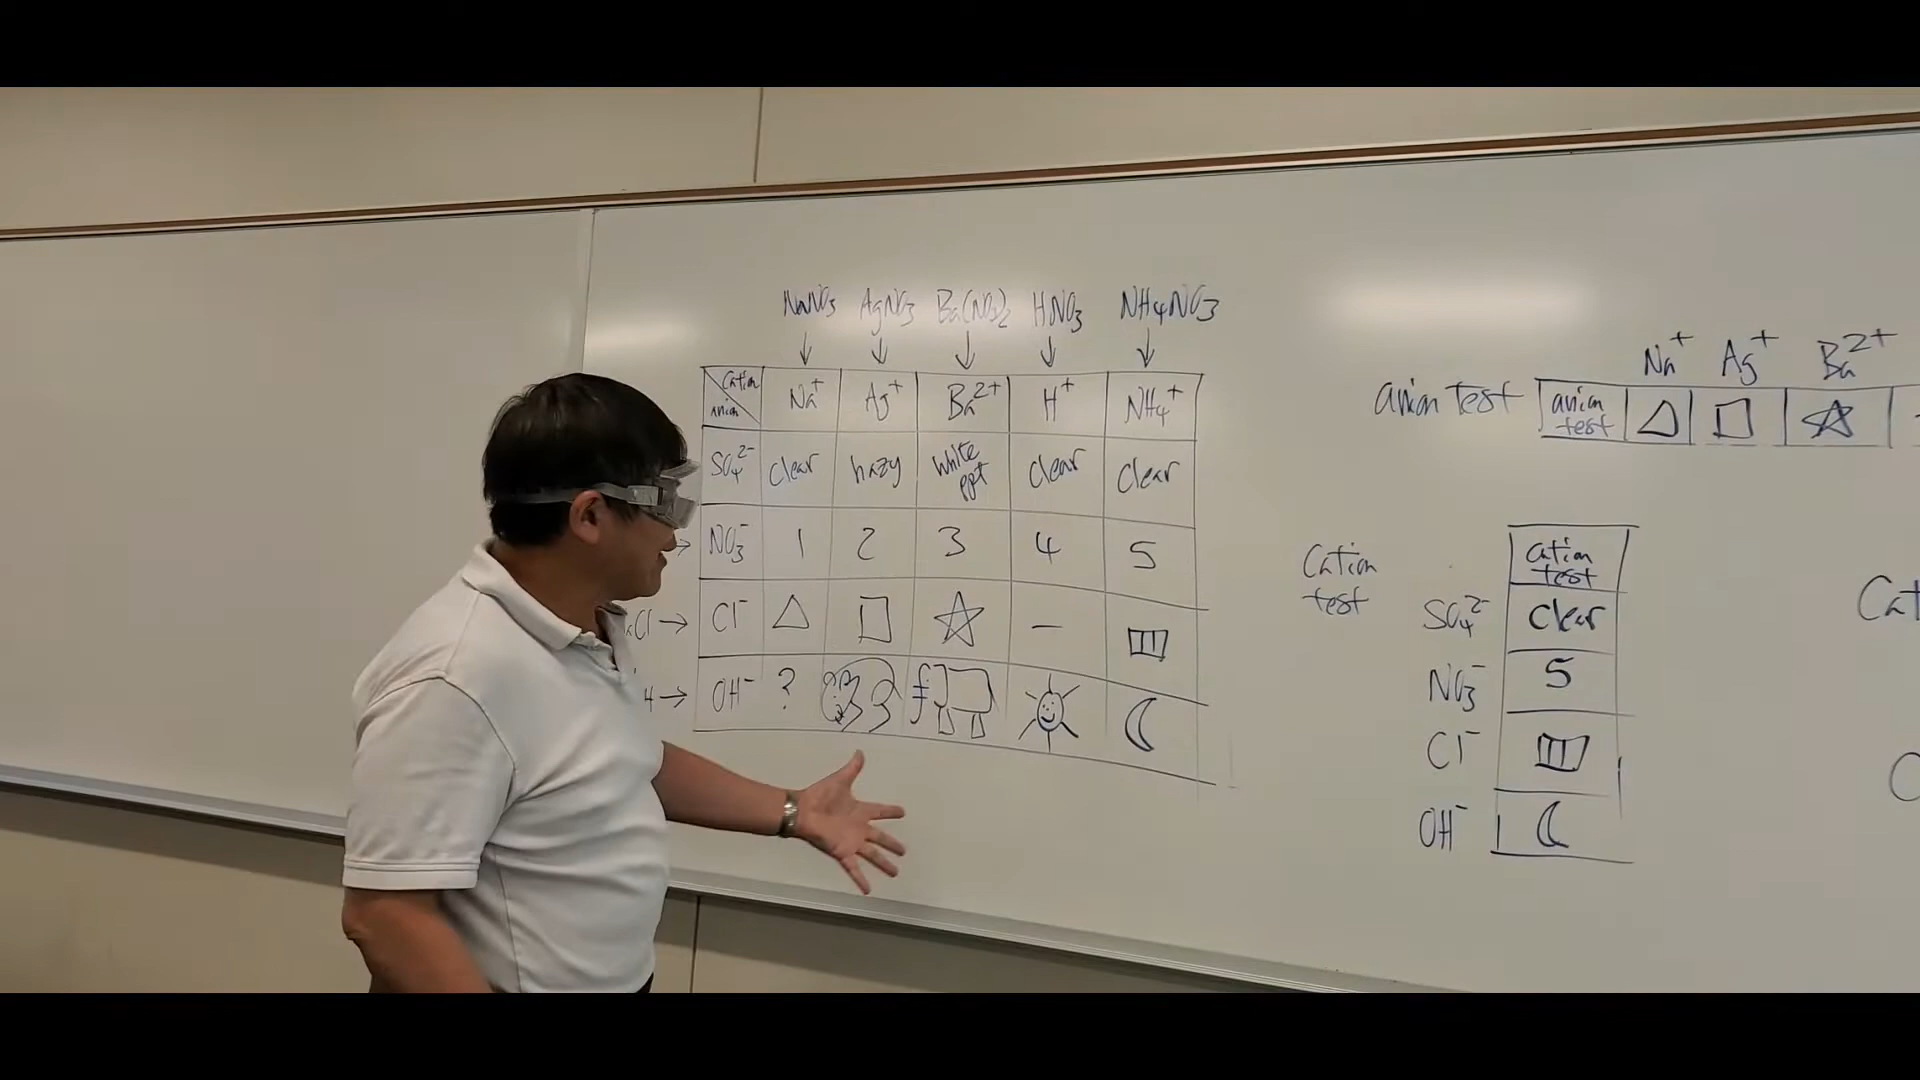 NaNO3 AgNO3 Ba(NO3)2 HNO3 NH4NO3
↓ ↓ ↓ ↓ ↓
Cation
anion
Na+ Ag+ Ba2+ H+ NH4+
SO4 2- clear hazy white ppt clear clear
→ NO3- 1 2 3 4 5
Cl → Cl- △ □ ☆ —
H → OH- ?
anion test
anion test
Na+ Ag+ Ba2+
△ □ ☆
Cation test
Cation test
SO4 2- clear
NO3- 5
Cl-
OH-
Cat